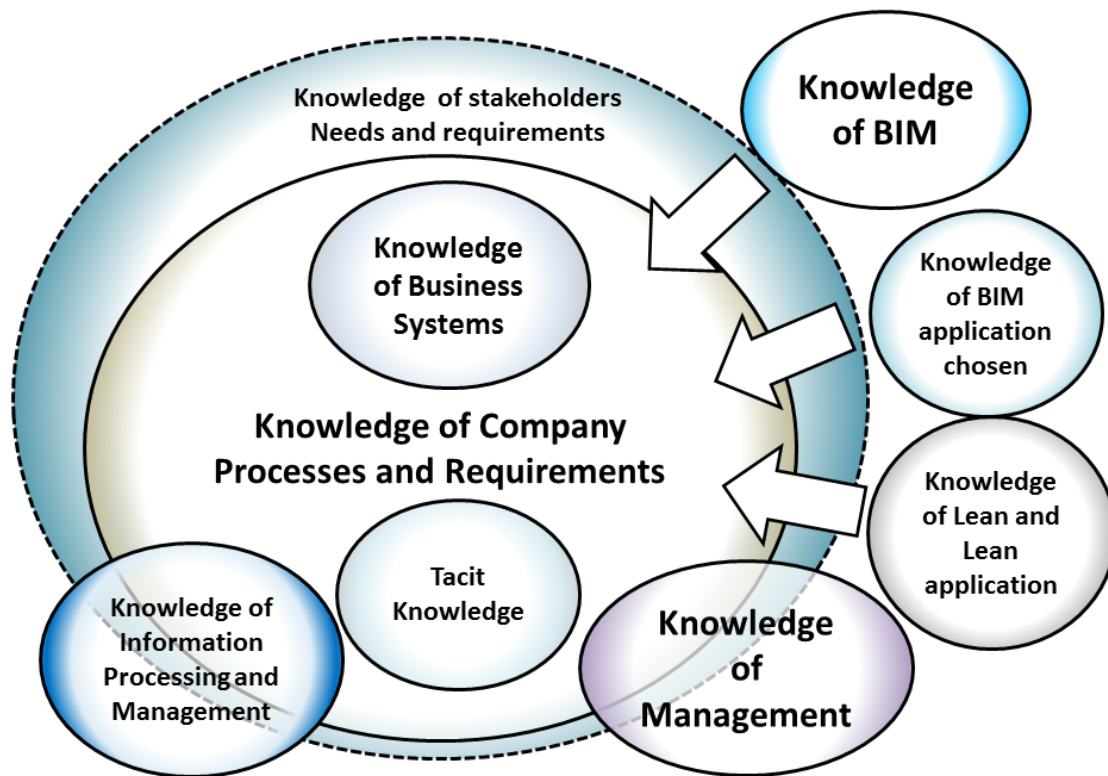 Knowledge of stakeholders
Needs and requirements
Knowledge
of BIM
Knowledge
of Business
Systems
Knowledge
of BIM
application
chosen
Knowledge of Company
Processes and Requirements
Knowledge
of Lean and
Lean
application
Tacit
Knowledge
Knowledge of
Information
Processing and
Management
Knowledge
of
Management